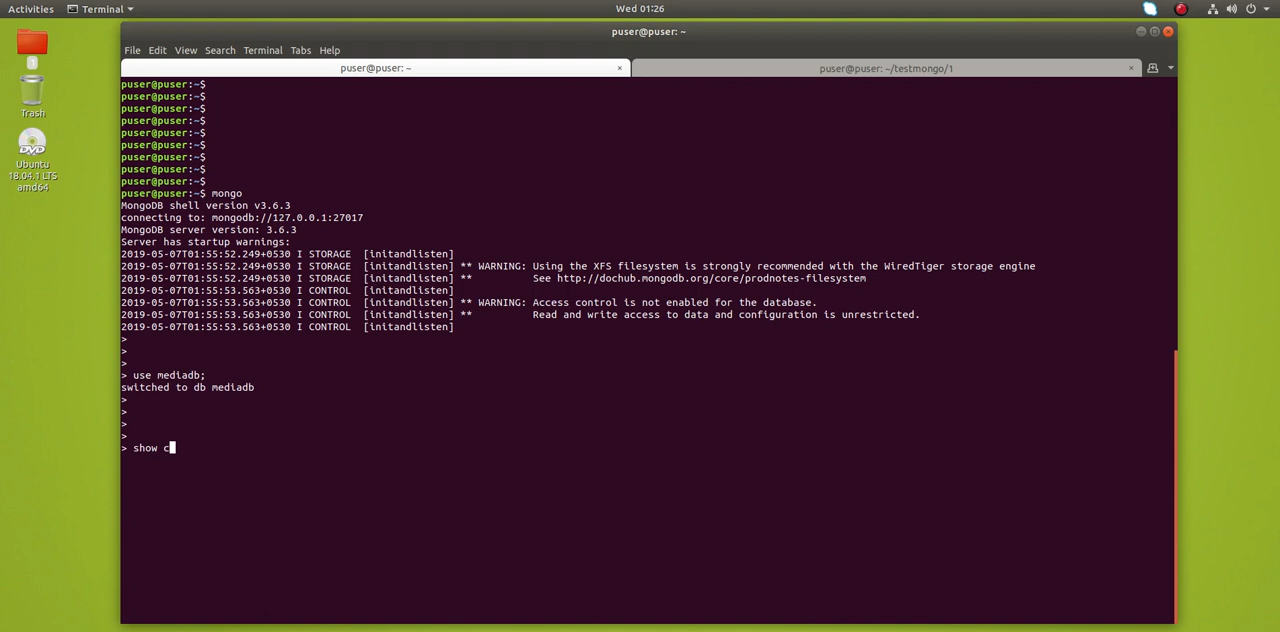 Activities
Terminal
Wed 01:26
puser@puser: ~
File Edit View Search Terminal Tabs Help
puser@puser: ~ ×
puser@puser: ~/testmongo/1 ×
1
Trash
Ubuntu
18.04.1 LTS
amd64
puser@puser:~$
puser@puser:~$
puser@puser:~$
puser@puser:~$
puser@puser:~$
puser@puser:~$
puser@puser:~$
puser@puser:~$
puser@puser:~$
puser@puser:~$ mongo
MongoDB shell version v3.6.3
connecting to: mongodb://127.0.0.1:27017
MongoDB server version: 3.6.3
Server has startup warnings:
2019-05-07T01:55:52.249+0530 I STORAGE  [initandlisten]
2019-05-07T01:55:52.249+0530 I STORAGE  [initandlisten] ** WARNING: Using the XFS filesystem is strongly recommended with the WiredTiger storage engine
2019-05-07T01:55:52.249+0530 I STORAGE  [initandlisten] **          See http://dochub.mongodb.org/core/prodnotes-filesystem
2019-05-07T01:55:53.563+0530 I CONTROL  [initandlisten]
2019-05-07T01:55:53.563+0530 I CONTROL  [initandlisten] ** WARNING: Access control is not enabled for the database.
2019-05-07T01:55:53.563+0530 I CONTROL  [initandlisten] **          Read and write access to data and configuration is unrestricted.
2019-05-07T01:55:53.563+0530 I CONTROL  [initandlisten]
>
>
>
> use mediadb;
switched to db mediadb
>
>
>
>
> show c